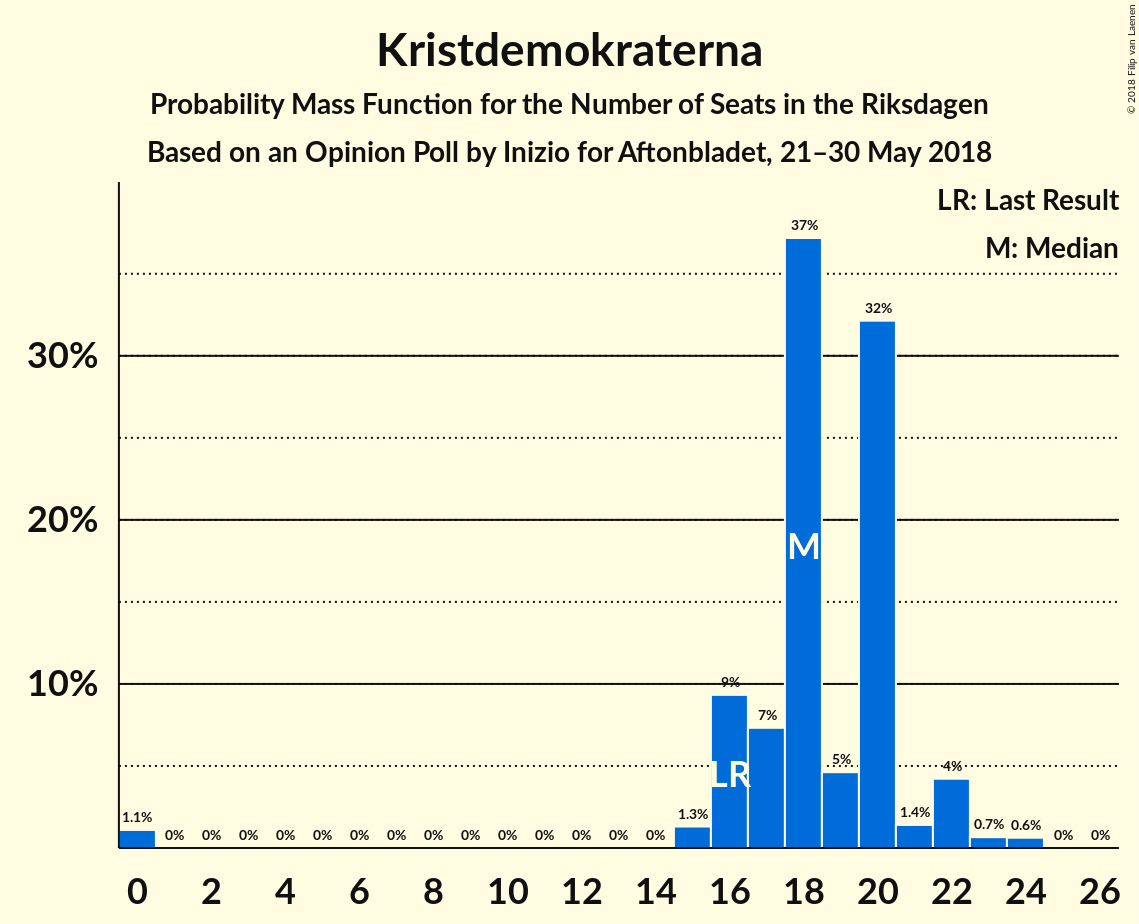 Kristdemokraterna
Probability Mass Function for the Number of Seats in the Riksdagen
Based on an Opinion Poll by Inizio for Aftonbladet, 21–30 May 2018
© 2018 Filip van Laenen
LR: Last Result
M: Median
30%
20%
10%
1.1% 0% 0% 0% 0% 0% 0% 0% 0% 0% 0% 0% 0% 0% 0% 1.3% 9% 7% 37% 5% 32% 1.4% 4% 0.7% 0.6% 0% 0%
M
LR
0 2 4 6 8 10 12 14 16 18 20 22 24 26